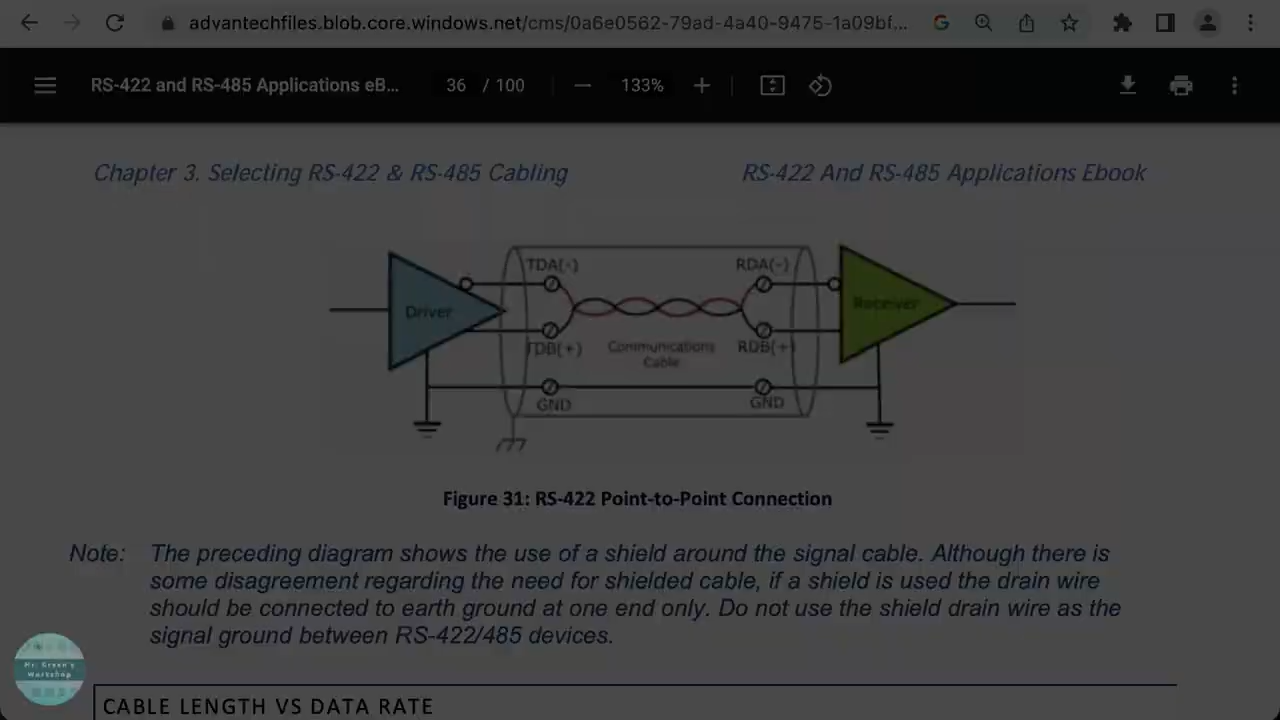 advantechfiles.blob.core.windows.net/cms/0a6e0562-79ad-4a40-9475-1a09bf...
RS-422 and RS-485 Applications eB... 36 / 100 133%
Chapter 3. Selecting RS-422 & RS-485 Cabling RS-422 And RS-485 Applications Ebook
TDA(-) RDA(-)
Driver Receiver
TDB(+) Communications RDB(+)
Cable
GND GND
Figure 31: RS-422 Point-to-Point Connection
Note: The preceding diagram shows the use of a shield around the signal cable. Although there is
some disagreement regarding the need for shielded cable, if a shield is used the drain wire
should be connected to earth ground at one end only. Do not use the shield drain wire as the
signal ground between RS-422/485 devices.
Mr. Green's
Workshop
CABLE LENGTH VS DATA RATE